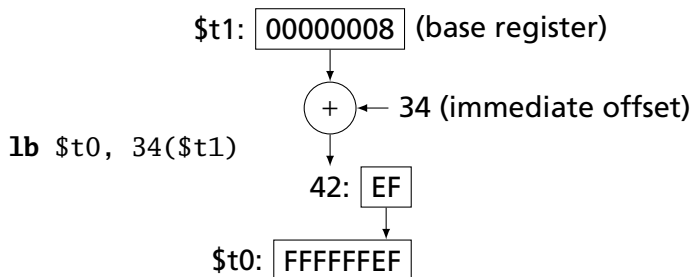 $t1: 00000008 (base register)
+ 34 (immediate offset)
lb $t0, 34($t1)
42: EF
$t0: FFFFFFEF